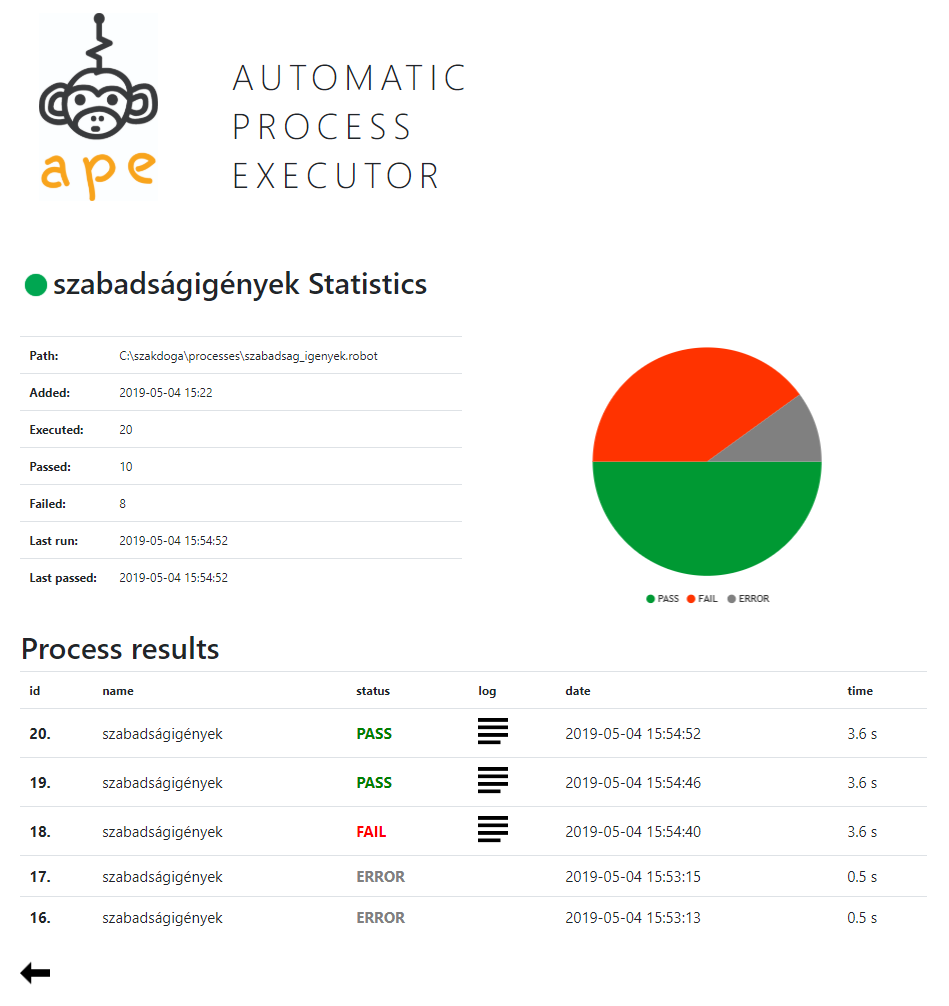 ape
AUTOMATIC
PROCESS
EXECUTOR
szabadságigények Statistics
Path: C:\szakdoga\processes\szabadsag_igenyek.robot
Added: 2019-05-04 15:22
Executed: 20
Passed: 10
Failed: 8
Last run: 2019-05-04 15:54:52
Last passed: 2019-05-04 15:54:52
PASS FAIL ERROR
Process results
id name status log date time
20. szabadságigények PASS 2019-05-04 15:54:52 3.6 s
19. szabadságigények PASS 2019-05-04 15:54:46 3.6 s
18. szabadságigények FAIL 2019-05-04 15:54:40 3.6 s
17. szabadságigények ERROR 2019-05-04 15:53:15 0.5 s
16. szabadságigények ERROR 2019-05-04 15:53:13 0.5 s